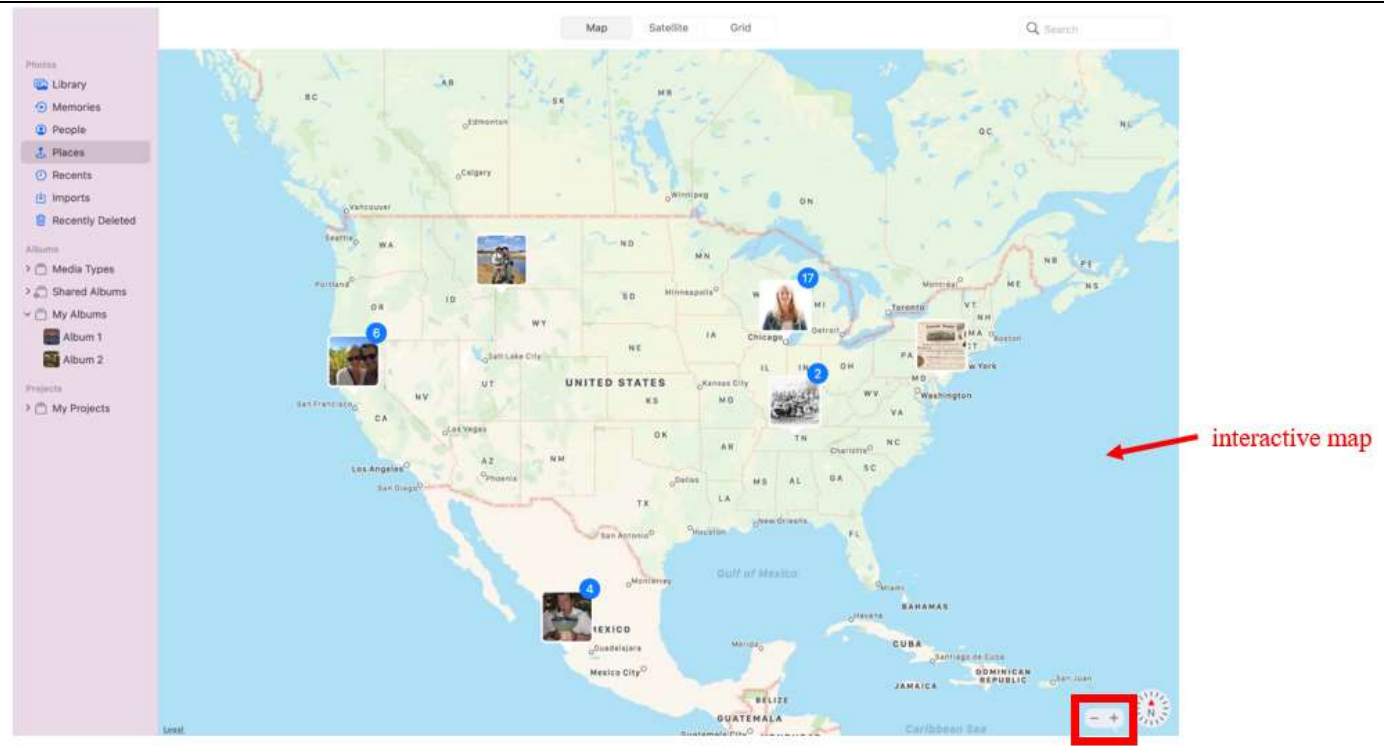 Map Satellite Grid
Search
Photos
Library
Memories
People
Places
Recents
Imports
Recently Deleted
Albums
Media Types
Shared Albums
My Albums
Album 1
Album 2
Projects
My Projects
BC
AB
SK
MB
ON
QC
NL
Edmonton
Calgary
Winnipeg
Vancouver
Seattle
WA
ND
MN
NB
PE
Portland
ID
SD
Minneapolis
17
W
MI
Montréal
ME
NS
OR
WY
Toronto
VT
NH
6
IA
Chicago
Detroit
MA
Boston
Salt Lake City
NE
IL
IN
OH
PA
CT
w York
UNITED STATES
2
MD
NV
UT
Kansas City
KS
MO
WV
Washington
San Francisco
CA
VA
Las Vegas
OK
TN
NC
interactive map
Los Angeles
AZ
NM
AR
Charlotte
SC
San Diego
Phoenix
Dallas
MS
AL
GA
TX
LA
San Antonio
Houston
New Orleans
FL
Monterrey
Gulf of Mexico
Miami
4
BAHAMAS
Havana
MEXICO
Guadalajara
Mérida
CUBA
Santiago de Cuba
Mexico City
DOMINICAN
REPUBLIC
San Juan
JAMAICA
BELIZE
GUATEMALA
Guatemala City
Caribbean Sea
- +
N
Legal